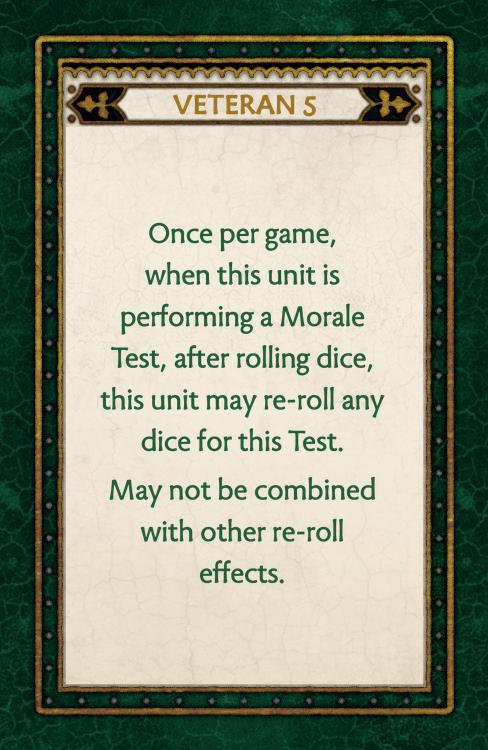 VETERAN 5
Once per game,
when this unit is
performing a Morale
Test, after rolling dice,
this unit may re-roll any
dice for this Test.
May not be combined
with other re-roll
effects.